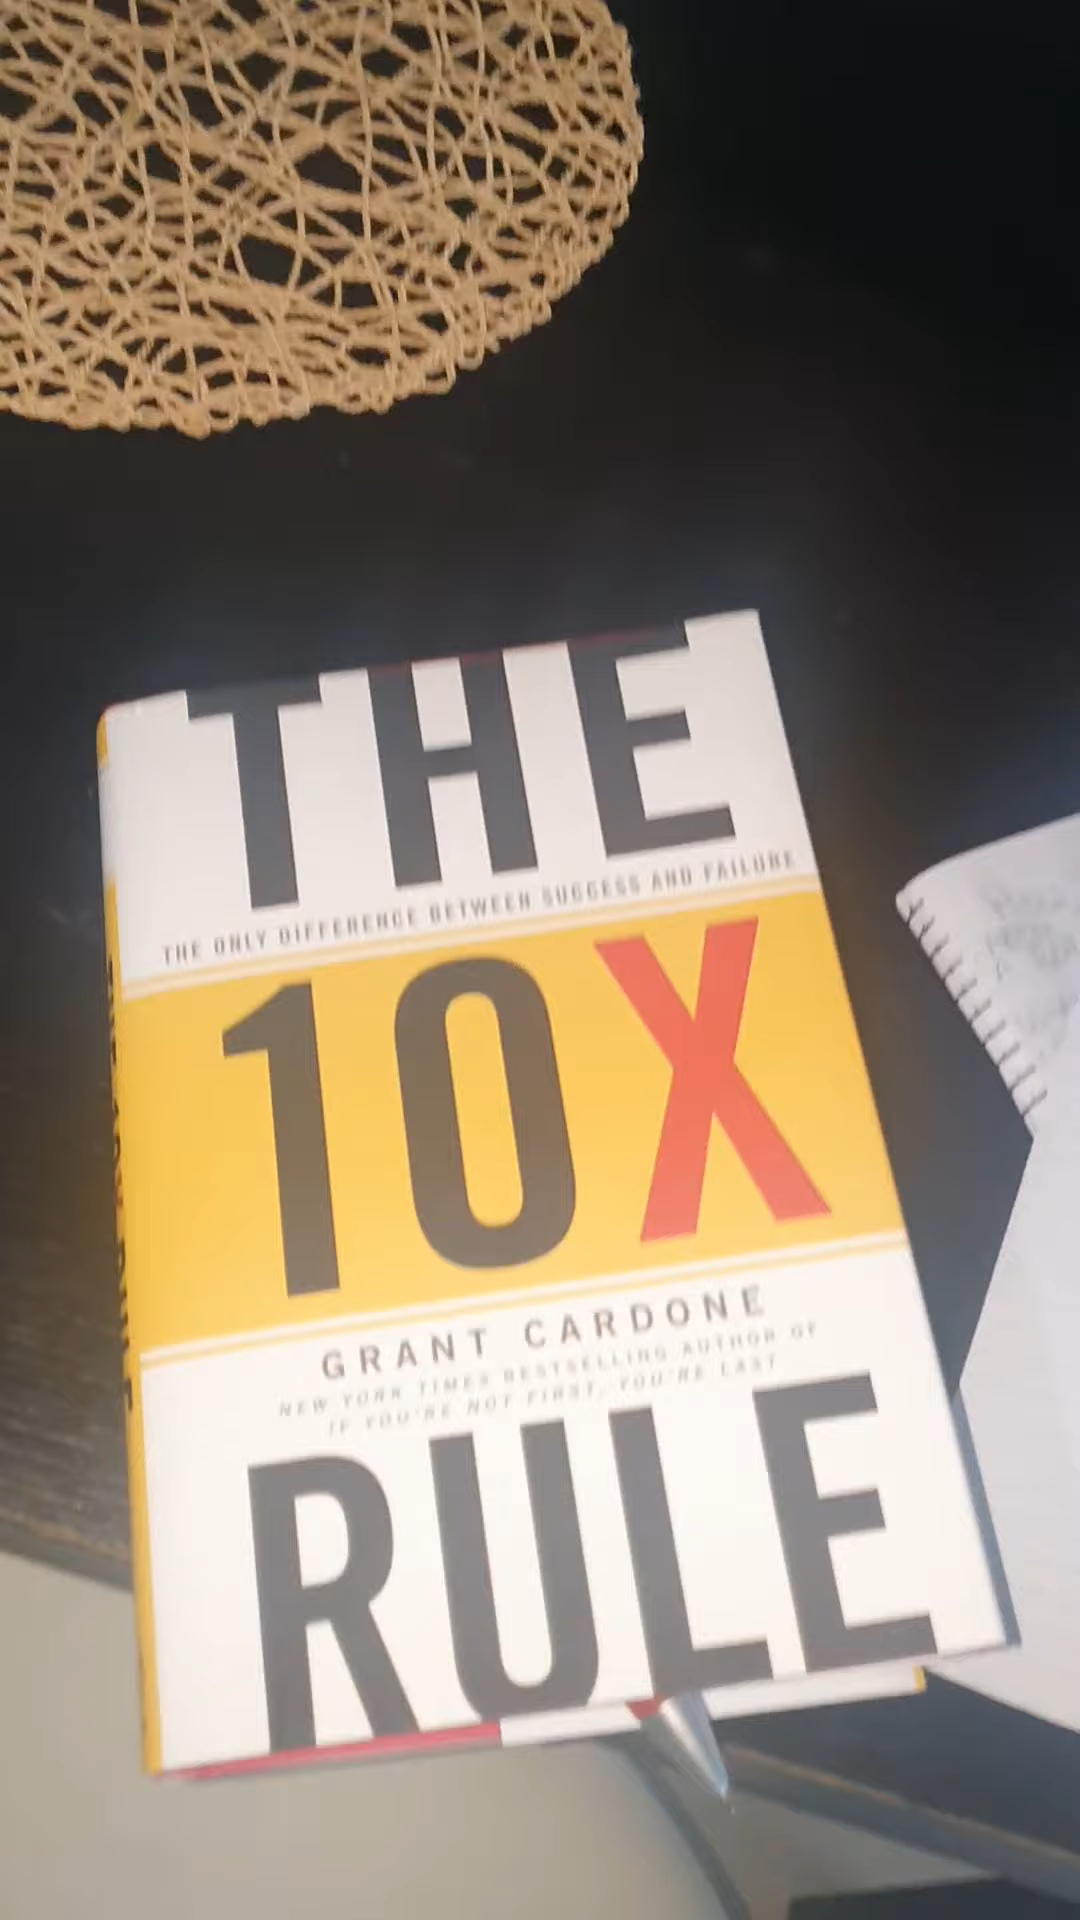 THE
THE ONLY DIFFERENCE BETWEEN SUCCESS AND FAILURE
10X
GRANT CARDONE
NEW YORK TIMES BESTSELLING AUTHOR OF
IF YOU'RE NOT FIRST, YOU'RE LAST
RULE